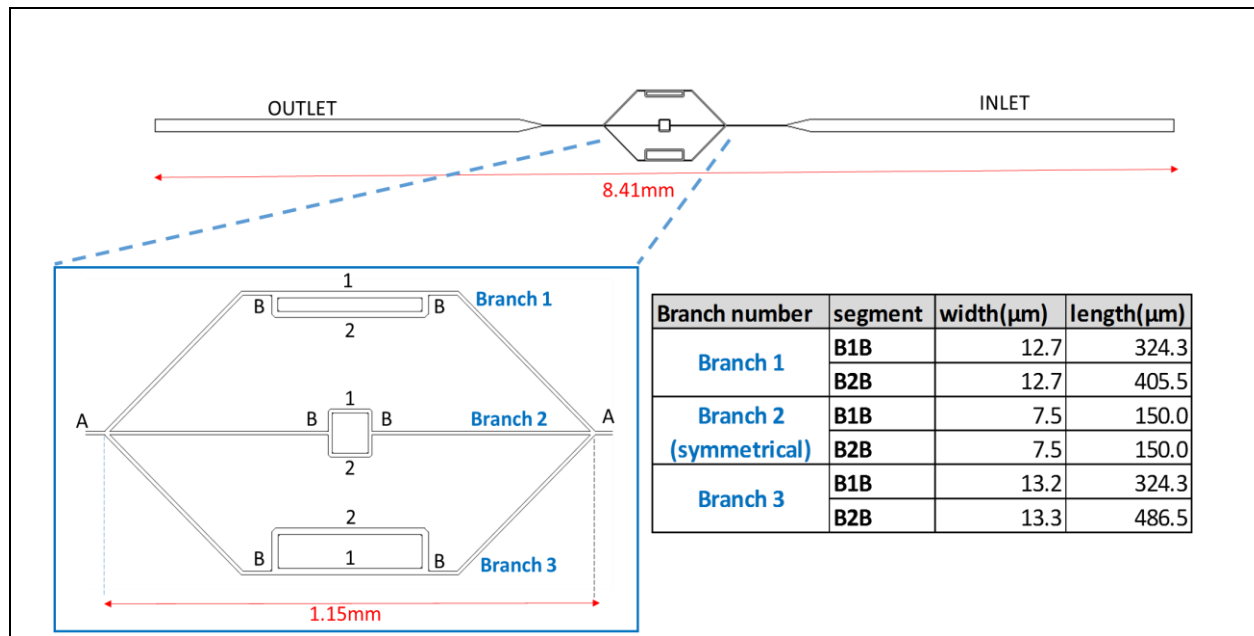 OUTLET
INLET
8.41mm
1
B
B
Branch 1
2
A
1
B
B
Branch 2
A
2
2
B
1
B
Branch 3
1.15mm
Branch number segment width(μm) length(μm)
Branch 1 B1B 12.7 324.3
B2B 12.7 405.5
Branch 2 B1B 7.5 150.0
(symmetrical) B2B 7.5 150.0
Branch 3 B1B 13.2 324.3
B2B 13.3 486.5